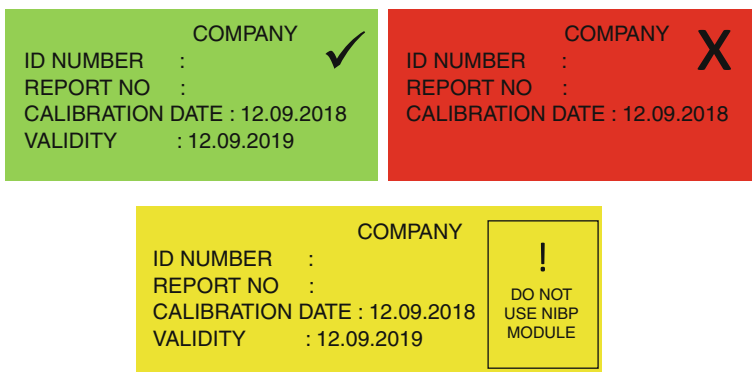 COMPANY
ID NUMBER :
REPORT NO :
CALIBRATION DATE : 12.09.2018
VALIDITY : 12.09.2019
COMPANY
X
ID NUMBER :
REPORT NO :
CALIBRATION DATE : 12.09.2018
COMPANY
ID NUMBER :
REPORT NO :
CALIBRATION DATE : 12.09.2018
VALIDITY : 12.09.2019
!
DO NOT
USE NIBP
MODULE